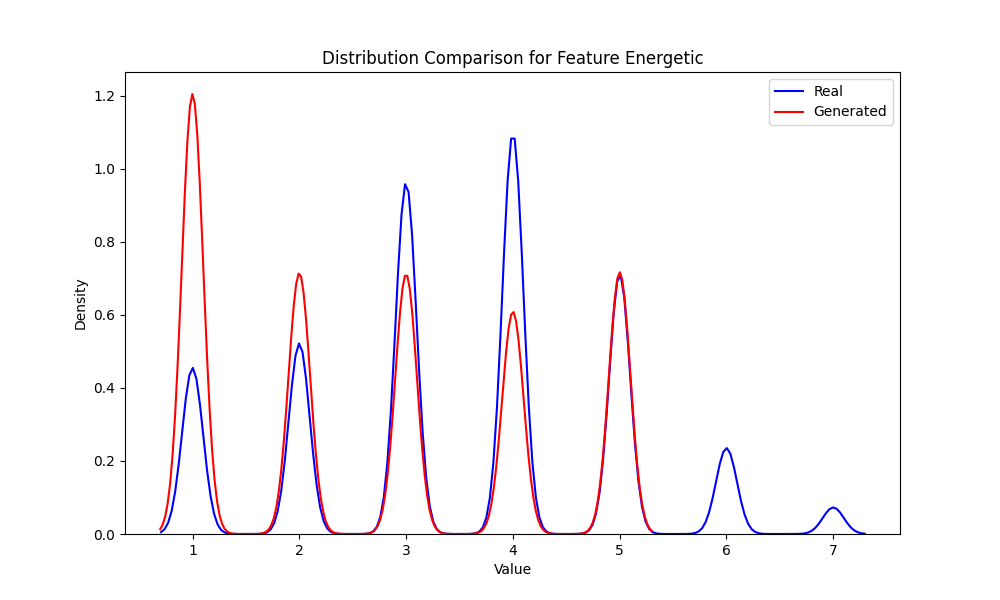 Distribution Comparison for Feature Energetic
Real
Generated
1.2
1.0
0.8
0.6
0.4
0.2
0.0
Density
1 2 3 4 5 6 7
Value